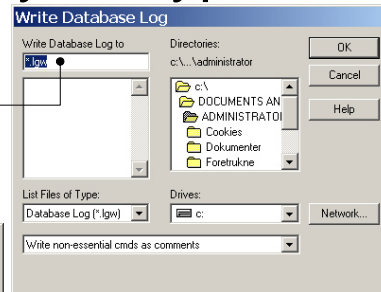 Write Database Log
Write Database Log to
*.lgw
Directories:
c:\...\administrator
OK
Cancel
Help
c:\
DOCUMENTS AN
ADMINISTRATOI
Cookies
Dokumenter
Foretrukne
List Files of Type:
Database Log (*.lgw)
Drives:
c:
Network...
Write non-essential cmds as comments